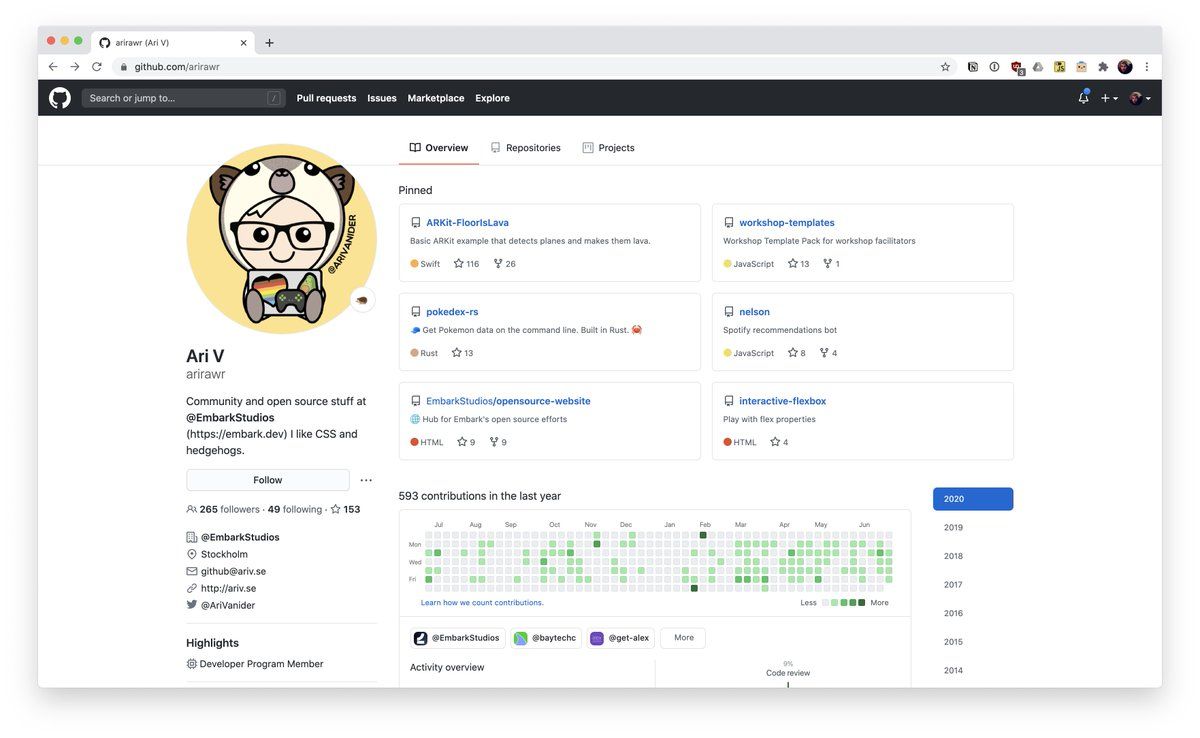 arirawr (Ari V)
github.com/arirawr
3
JS
Search or jump to...
/
Pull requests
Issues
Marketplace
Explore
Overview
Repositories
Projects
@ARIVANIDER
Ari V
arirawr
Community and open source stuff at
@EmbarkStudios
(https://embark.dev) I like CSS and
hedgehogs.
Follow
265 followers · 49 following · 153
@EmbarkStudios
Stockholm
github@ariv.se
http://ariv.se
@AriVanider
Highlights
Developer Program Member
Pinned
ARKit-FloorIsLava
Basic ARKit example that detects planes and makes them lava.
Swift 116 26
workshop-templates
Workshop Template Pack for workshop facilitators
JavaScript 13 1
pokedex-rs
Get Pokemon data on the command line. Built in Rust.
Rust 13
nelson
Spotify recommendations bot
JavaScript 8 4
EmbarkStudios/opensource-website
Hub for Embark's open source efforts
HTML 9 9
interactive-flexbox
Play with flex properties
HTML 4
593 contributions in the last year
Jul Aug Sep Oct Nov Dec Jan Feb Mar Apr May Jun
Mon
Wed
Fri
Learn how we count contributions.
Less More
@EmbarkStudios
@baytechc
@get-alex
More
Activity overview
9%
Code review
2020
2019
2018
2017
2016
2015
2014